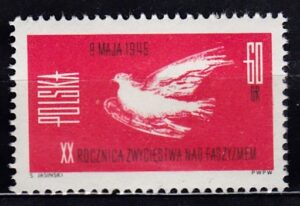 8 MAJA 1945
60
GR
POLSKA
XX ROCZNICA ZWYCIĘSTWA NAD FASZYZMEM
S. JASIŃSKI
PWPW